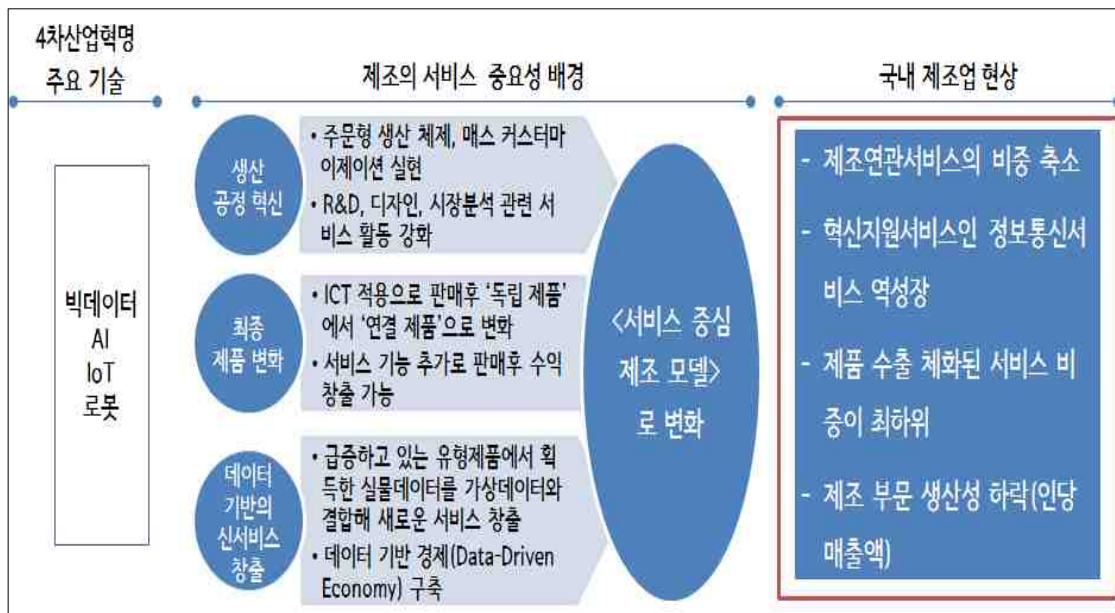 4차산업혁명
주요 기술
제조의 서비스 중요성 배경
국내 제조업 현상
빅데이터
AI
IoT
로봇
생산
공정 혁신
• 주문형 생산 체제, 매스 커스터마
이제이션 실현
• R&D, 디자인, 시장분석 관련 서
비스 활동 강화
최종
제품 변화
• ICT 적용으로 판매후 ‘독립 제품’
에서 ‘연결 제품’으로 변화
• 서비스 기능 추가로 판매후 수익
창출 가능
데이터
기반의
신서비스
창출
• 급증하고 있는 유형제품에서 획
득한 실물데이터를 가상데이터와
결합해 새로운 서비스 창출
• 데이터 기반 경제(Data-Driven
Economy) 구축
<서비스 중심
제조 모델>
로 변화
- 제조연관서비스의 비중 축소
- 혁신지원서비스인 정보통신서
비스 역성장
- 제품 수출 체화된 서비스 비
중이 최하위
- 제조 부문 생산성 하락(인당
매출액)